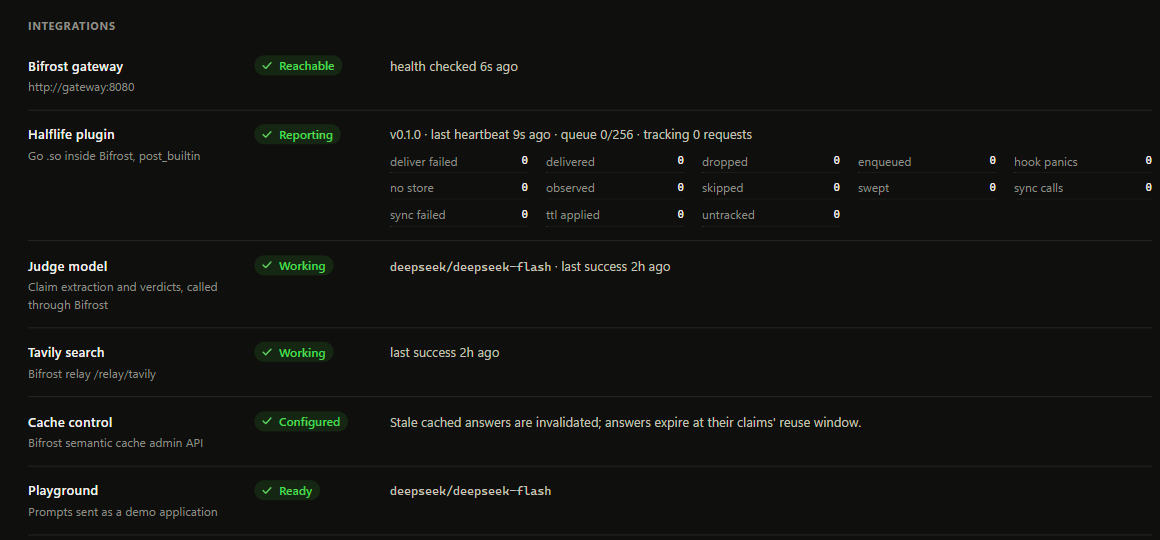 INTEGRATIONS
Bifrost gateway
Reachable
health checked 6s ago
http://gateway:8080
Halflife plugin
Reporting
v0.1.0 · last heartbeat 9s ago · queue 0/256 · tracking 0 requests
Go .so inside Bifrost, post_builtin
deliver failed 0 delivered 0 dropped 0 enqueued 0 hook panics 0
no store 0 observed 0 skipped 0 swept 0 sync calls 0
sync failed 0 ttl applied 0 untracked 0
Judge model
Working
deepseek/deepseek-flash · last success 2h ago
Claim extraction and verdicts, called
through Bifrost
Tavily search
Working
last success 2h ago
Bifrost relay /relay/tavily
Cache control
Configured
Stale cached answers are invalidated; answers expire at their claims' reuse window.
Bifrost semantic cache admin API
Playground
Ready
deepseek/deepseek-flash
Prompts sent as a demo application